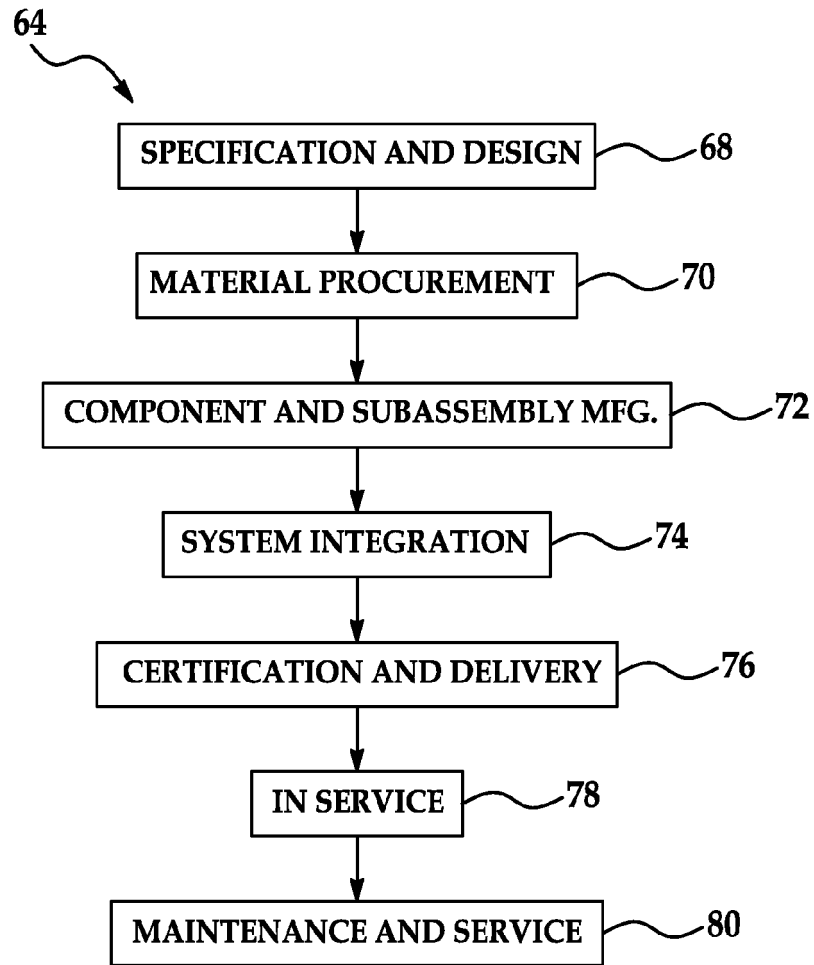 64
SPECIFICATION AND DESIGN 68
MATERIAL PROCUREMENT 70
COMPONENT AND SUBASSEMBLY MFG. 72
SYSTEM INTEGRATION 74
CERTIFICATION AND DELIVERY 76
IN SERVICE 78
MAINTENANCE AND SERVICE 80